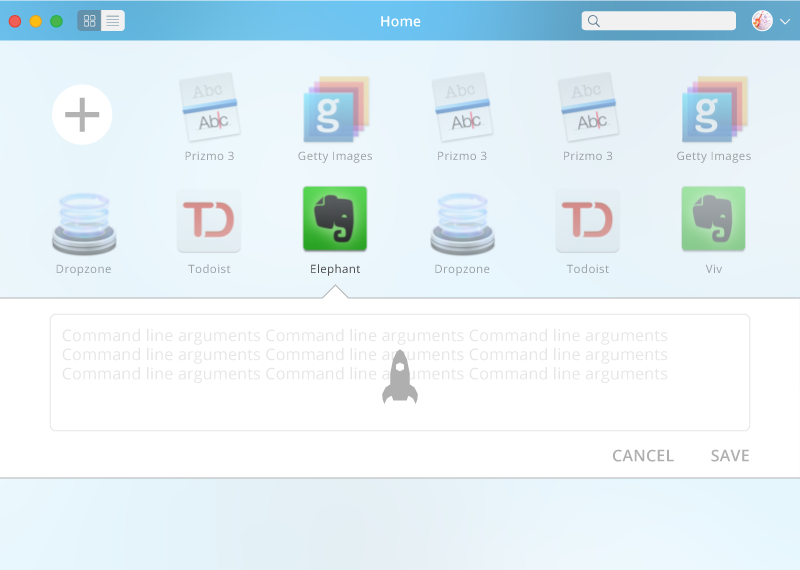 Home
Abc
Abc
Prizmo 3
g
Getty Images
Abc
Abc
Prizmo 3
Abc
Abc
Prizmo 3
g
Getty Images
Dropzone
TD
Todoist
Elephant
Dropzone
TD
Todoist
Viv
Command line arguments Command line arguments Command line arguments
Command line arguments Command line arguments Command line arguments
Command line arguments Command line arguments Command line arguments
CANCEL SAVE